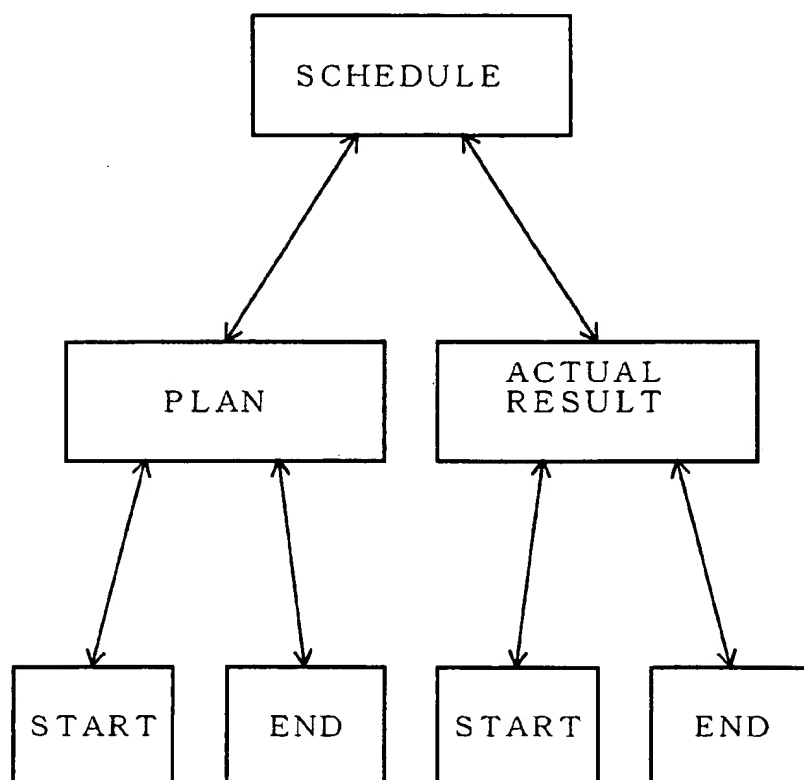 SCHEDULE
PLAN
ACTUAL
RESULT
START
END
START
END